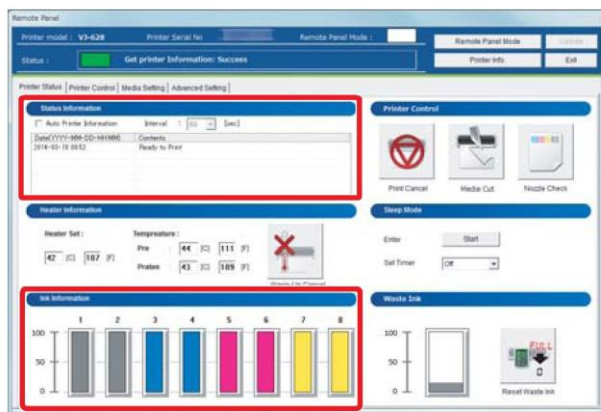 Remote Panel
Printer model : VJ-628 Printer Serial No Remote Panel Mode :
Remote Panel Mode
Status : Get printer Information: Success
Printer Info. Exit
Printer Status Printer Control Media Setting Advanced Setting
Status Information
Auto Printer Information Interval : [sec]
Date(YYYY-MM-DD-HH:MM) Contents
Ready to Print
Printer Control
Print Cancel Media Cut Nozzle Check
Heater Information
Heater Set : Tempreature :
42 [C] 107 [F]
Pre : 44 [C] 111 [F]
Praten : 43 [C] 109 [F]
Sleep Mode
Enter Start
Set Timer Off
Ink Information
1 2 3 4 5 6 7 8
100
50
0
Waste Ink
100
50
0
FULL
0
Reset Waste Ink